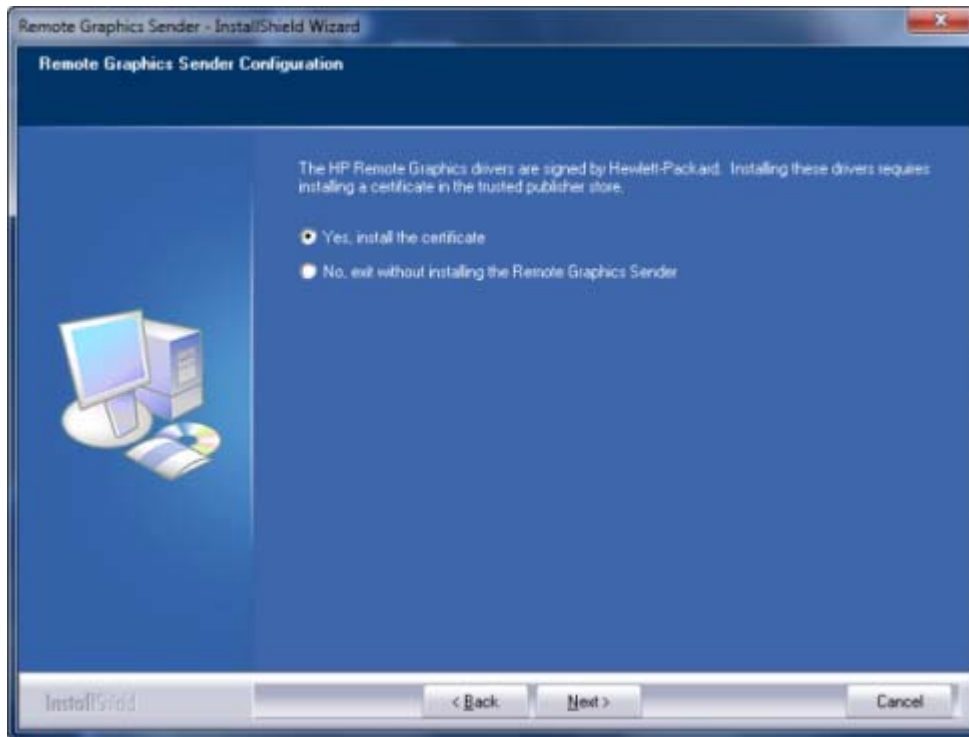 Remote Graphics Sender - InstallShield Wizard
Remote Graphics Sender Configuration
The HP Remote Graphics drivers are signed by Hewlett-Packard. Installing these drivers requires
installing a certificate in the trusted publisher store.
Yes, install the certificate
No, exit without installing the Remote Graphics Sender
InstallShield
< Back
Next >
Cancel